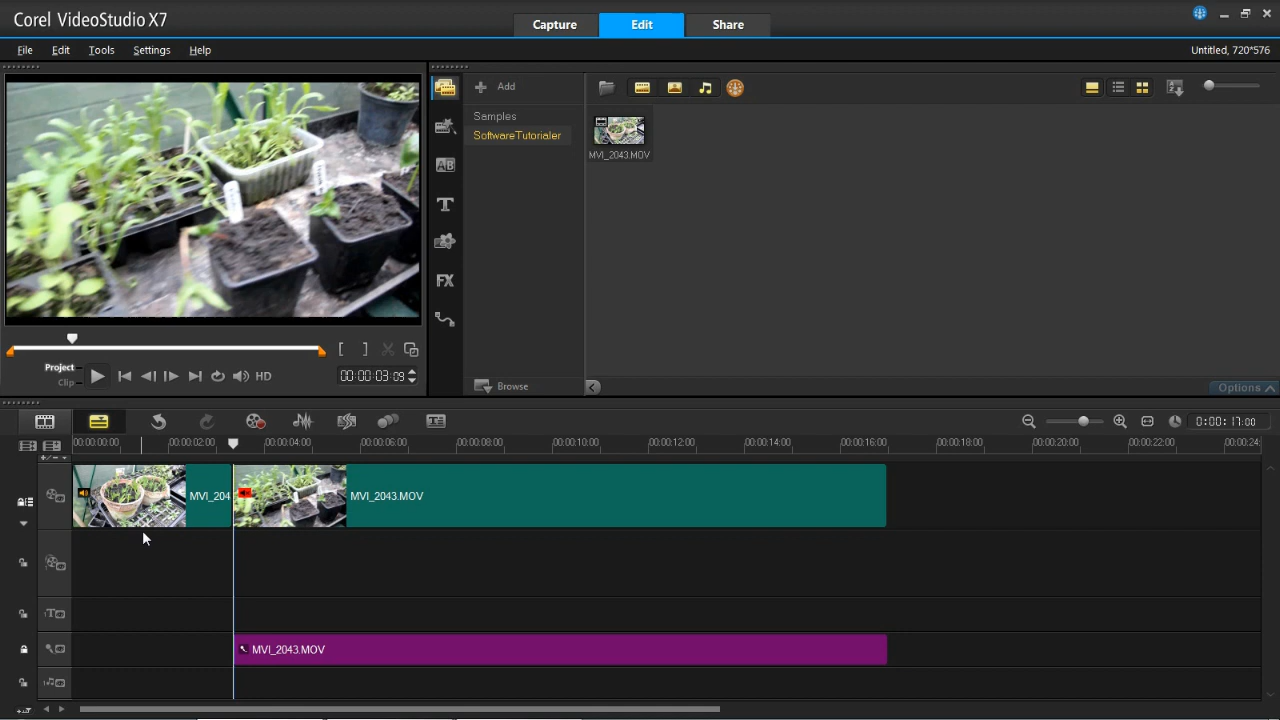 Corel VideoStudio X7
Capture
Edit
Share
File
Edit
Tools
Settings
Help
Untitled, 720*576
Add
Samples
SoftwareTutorialer
MVI_2043.MOV
Browse
Options
Project
Clip
HD
00:00:03:09
AB
T
FX
0:00:17:00
00:00:00:00
00:00:02:00
00:00:04:00
00:00:06:00
00:00:08:00
00:00:10:00
00:00:12:00
00:00:14:00
00:00:16:00
00:00:18:00
00:00:20:00
00:00:22:00
00:00:24:
MVI_204
MVI_2043.MOV
MVI_2043.MOV